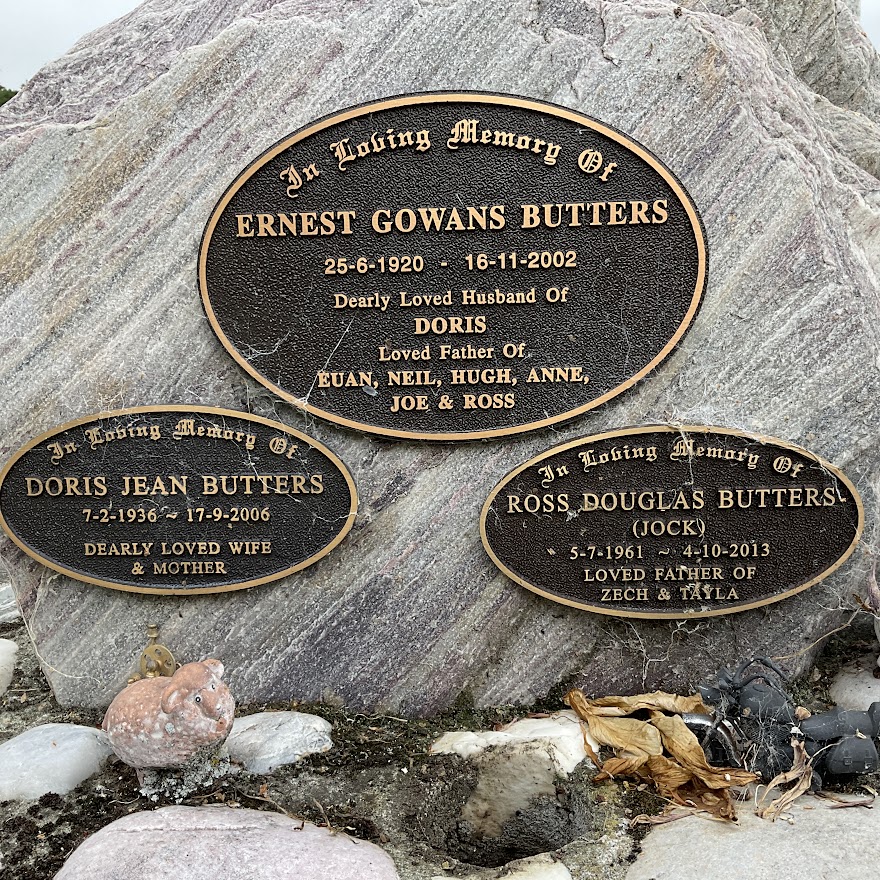 In Loving Memory Of
ERNEST GOWANS BUTTERS
25-6-1920 - 16-11-2002
Dearly Loved Husband Of
DORIS
Loved Father Of
EUAN, NEIL, HUGH, ANNE,
JOE & ROSS
In Loving Memory Of
DORIS JEAN BUTTERS
7-2-1936 ~ 17-9-2006
DEARLY LOVED WIFE
& MOTHER
In Loving Memory Of
ROSS DOUGLAS BUTTERS
(JOCK)
5-7-1961 ~ 4-10-2013
LOVED FATHER OF
ZECH & TAYLA